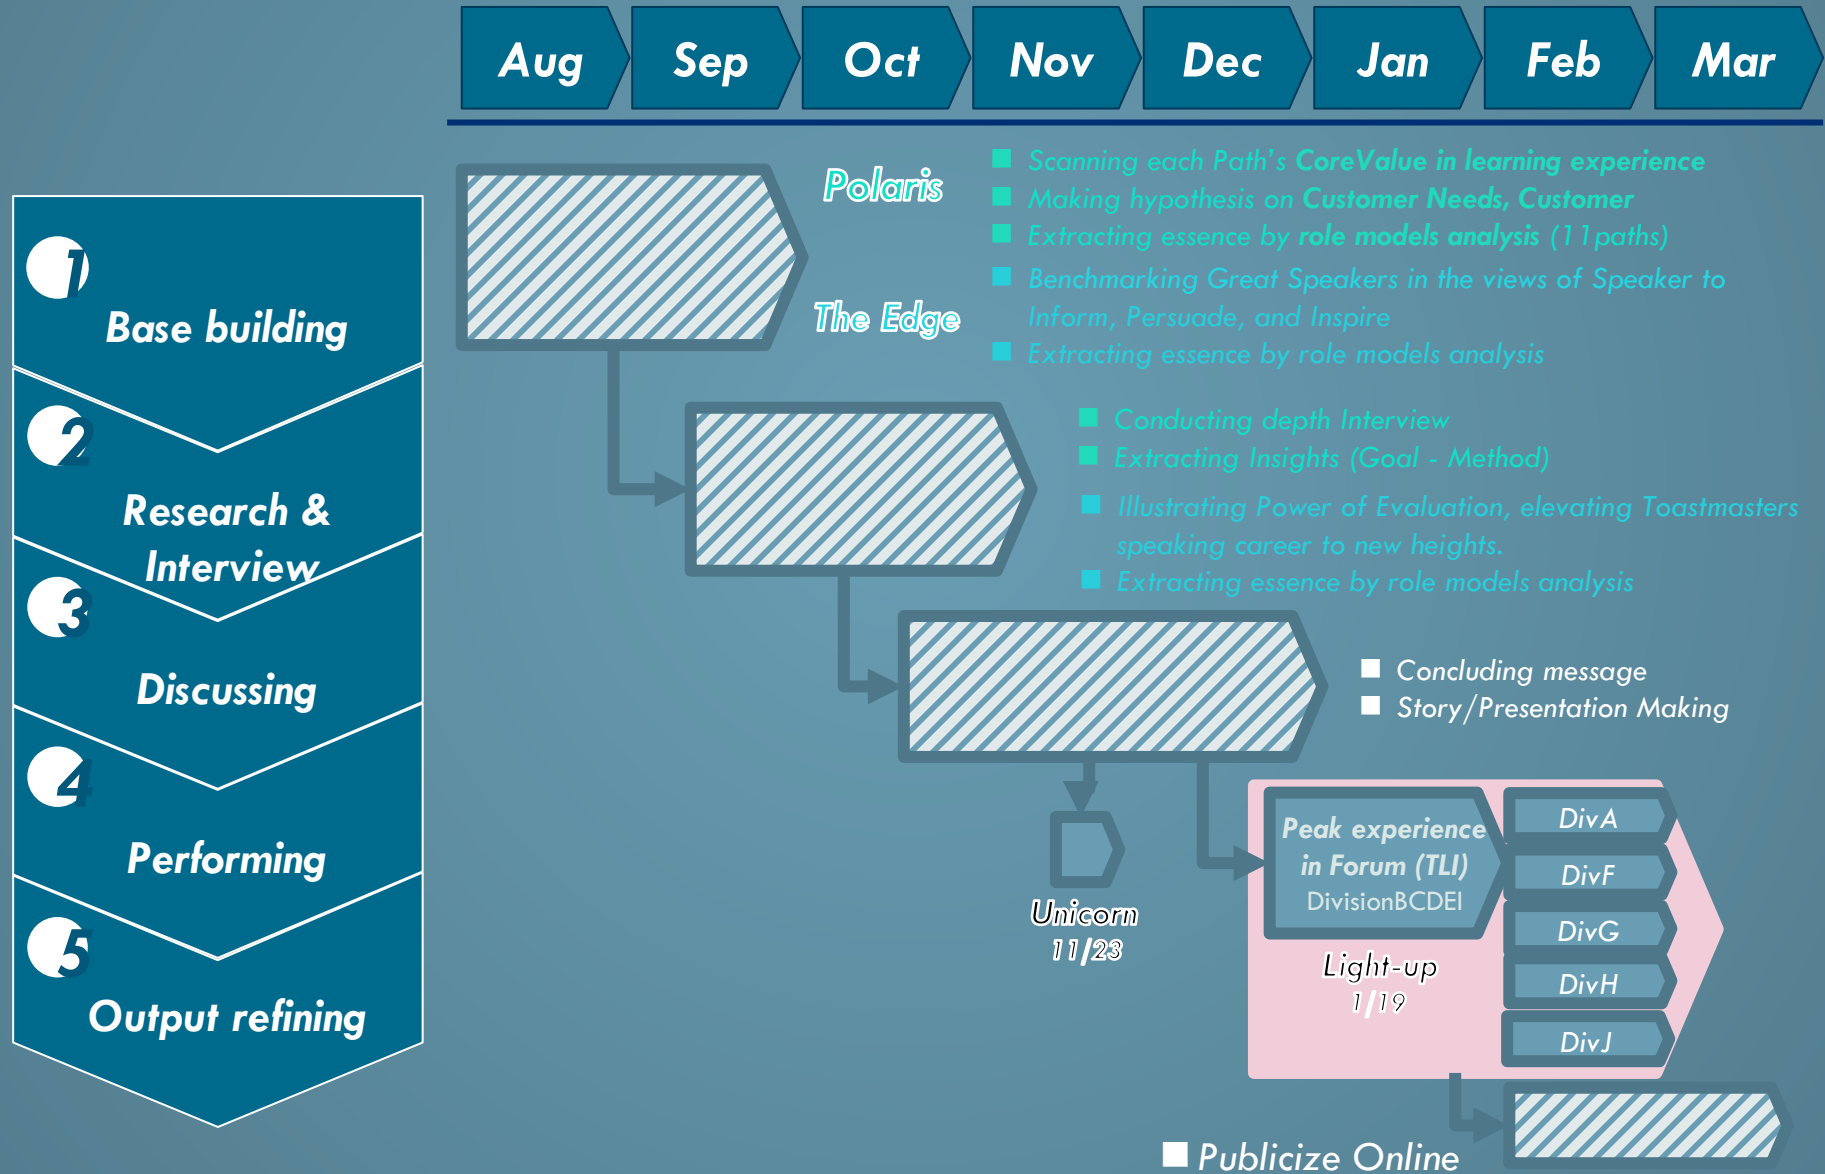 Aug Sep Oct Nov Dec Jan Feb Mar
1
Base building
2
Research &
Interview
3
Discussing
4
Performing
5
Output refining
Polaris
■ Scanning each Path's CoreValue in learning experience
■ Making hypothesis on Customer Needs, Customer
■ Extracting essence by role models analysis (11paths)
The Edge
■ Benchmarking Great Speakers in the views of Speaker to
Inform, Persuade, and Inspire
■ Extracting essence by role models analysis
■ Conducting depth Interview
■ Extracting Insights (Goal - Method)
■ Illustrating Power of Evaluation, elevating Toastmasters
speaking career to new heights.
■ Extracting essence by role models analysis
■ Concluding message
■ Story/Presentation Making
Unicorn
11/23
Peak experience
in Forum (TLI)
DivisionBCDEI
Light-up
1/19
DivA
DivF
DivG
DivH
DivJ
■ Publicize Online